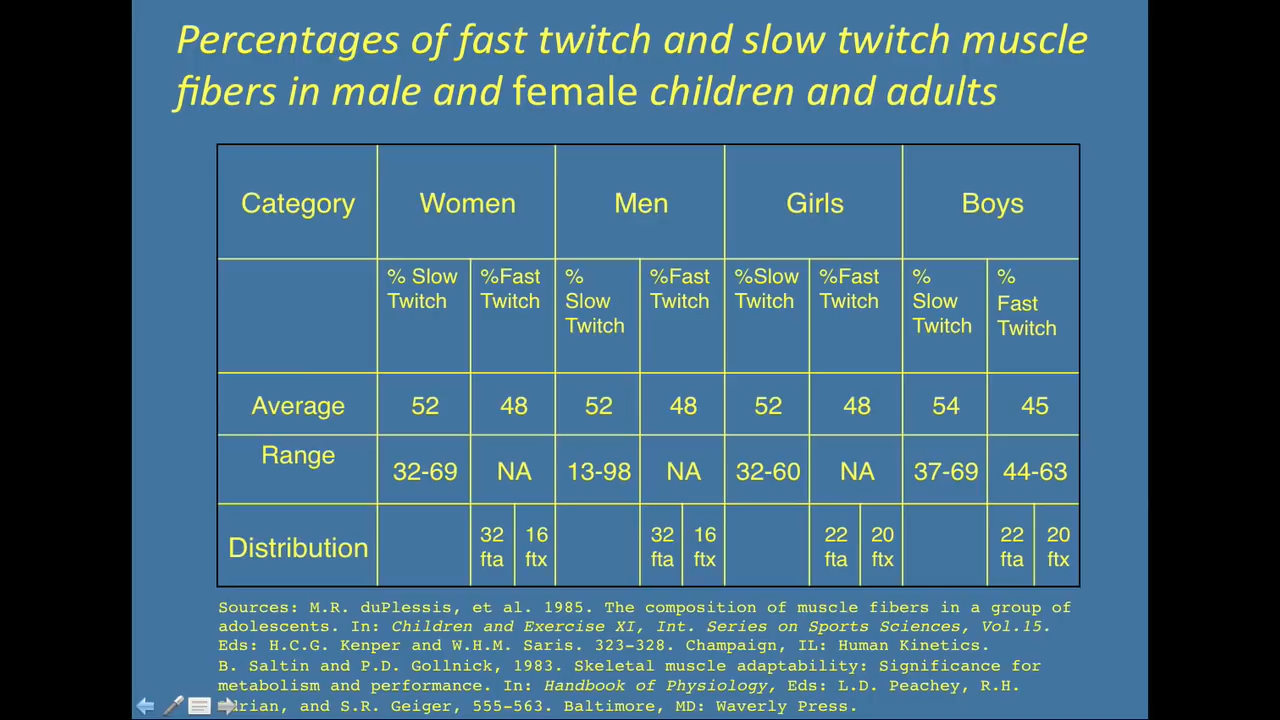 Percentages of fast twitch and slow twitch muscle
fibers in male and female children and adults
Category Women Men Girls Boys
% Slow Twitch %Fast Twitch % Slow Twitch %Fast Twitch %Slow Twitch %Fast Twitch % Slow Twitch % Fast Twitch
Average 52 48 52 48 52 48 54 45
Range 32-69 NA 13-98 NA 32-60 NA 37-69 44-63
Distribution 32 fta 16 ftx 32 fta 16 ftx 22 fta 20 ftx 22 fta 20 ftx
Sources: M.R. duPlessis, et al. 1985. The composition of muscle fibers in a group of
adolescents. In: Children and Exercise XI, Int. Series on Sports Sciences, Vol.15.
Eds: H.C.G. Kenper and W.H.M. Saris. 323-328. Champaign, IL: Human Kinetics.
B. Saltin and P.D. Gollnick, 1983. Skeletal muscle adaptability: Significance for
metabolism and performance. In: Handbook of Physiology, Eds: L.D. Peachey, R.H.
and S.R. Geiger, 555-563. Baltimore, MD: Waverly Press.